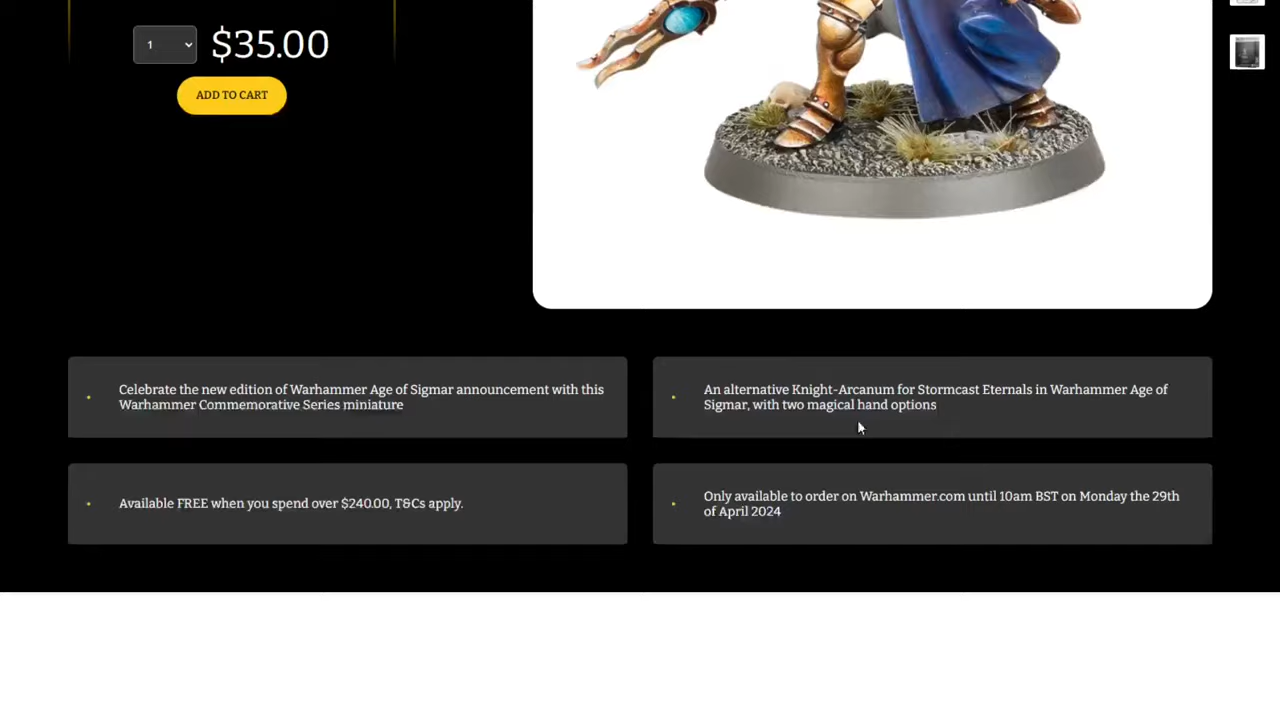 1
$35.00
ADD TO CART
Celebrate the new edition of Warhammer Age of Sigmar announcement with this
Warhammer Commemorative Series miniature
An alternative Knight-Arcanum for Stormcast Eternals in Warhammer Age of
Sigmar, with two magical hand options
Available FREE when you spend over $240.00, T&Cs apply.
Only available to order on Warhammer.com until 10am BST on Monday the 29th
of April 2024